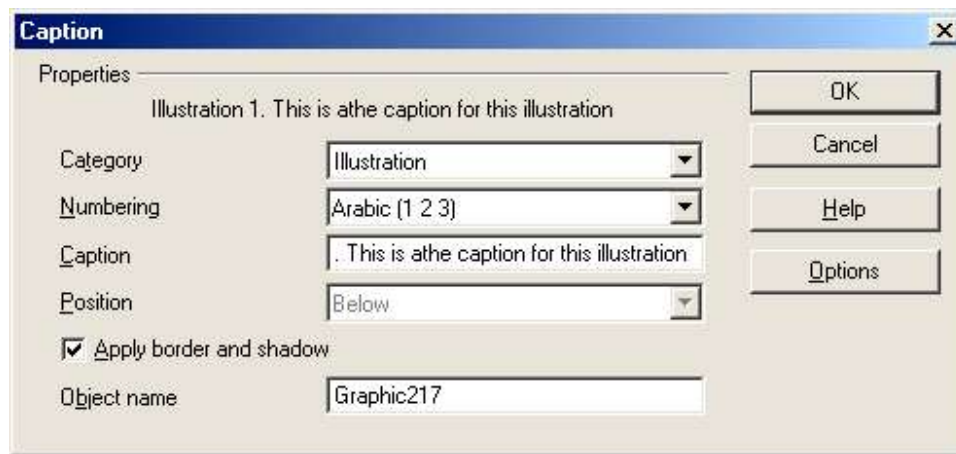 Caption
Properties
Illustration 1. This is athe caption for this illustration
OK
Cancel
Category Illustration
Numbering Arabic (1 2 3)
Help
Caption . This is athe caption for this illustration
Options
Position Below
Apply border and shadow
Object name Graphic217